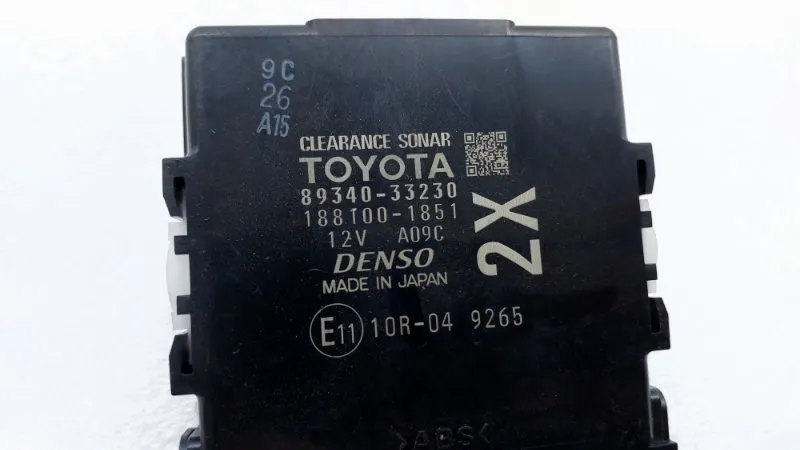 9C
26
A15
CLEARANCE SONAR
TOYOTA
89340-33230
188100-1851
12V A09C
DENSO
MADE IN JAPAN
2X
E11 10R-04 9265
>ABS<